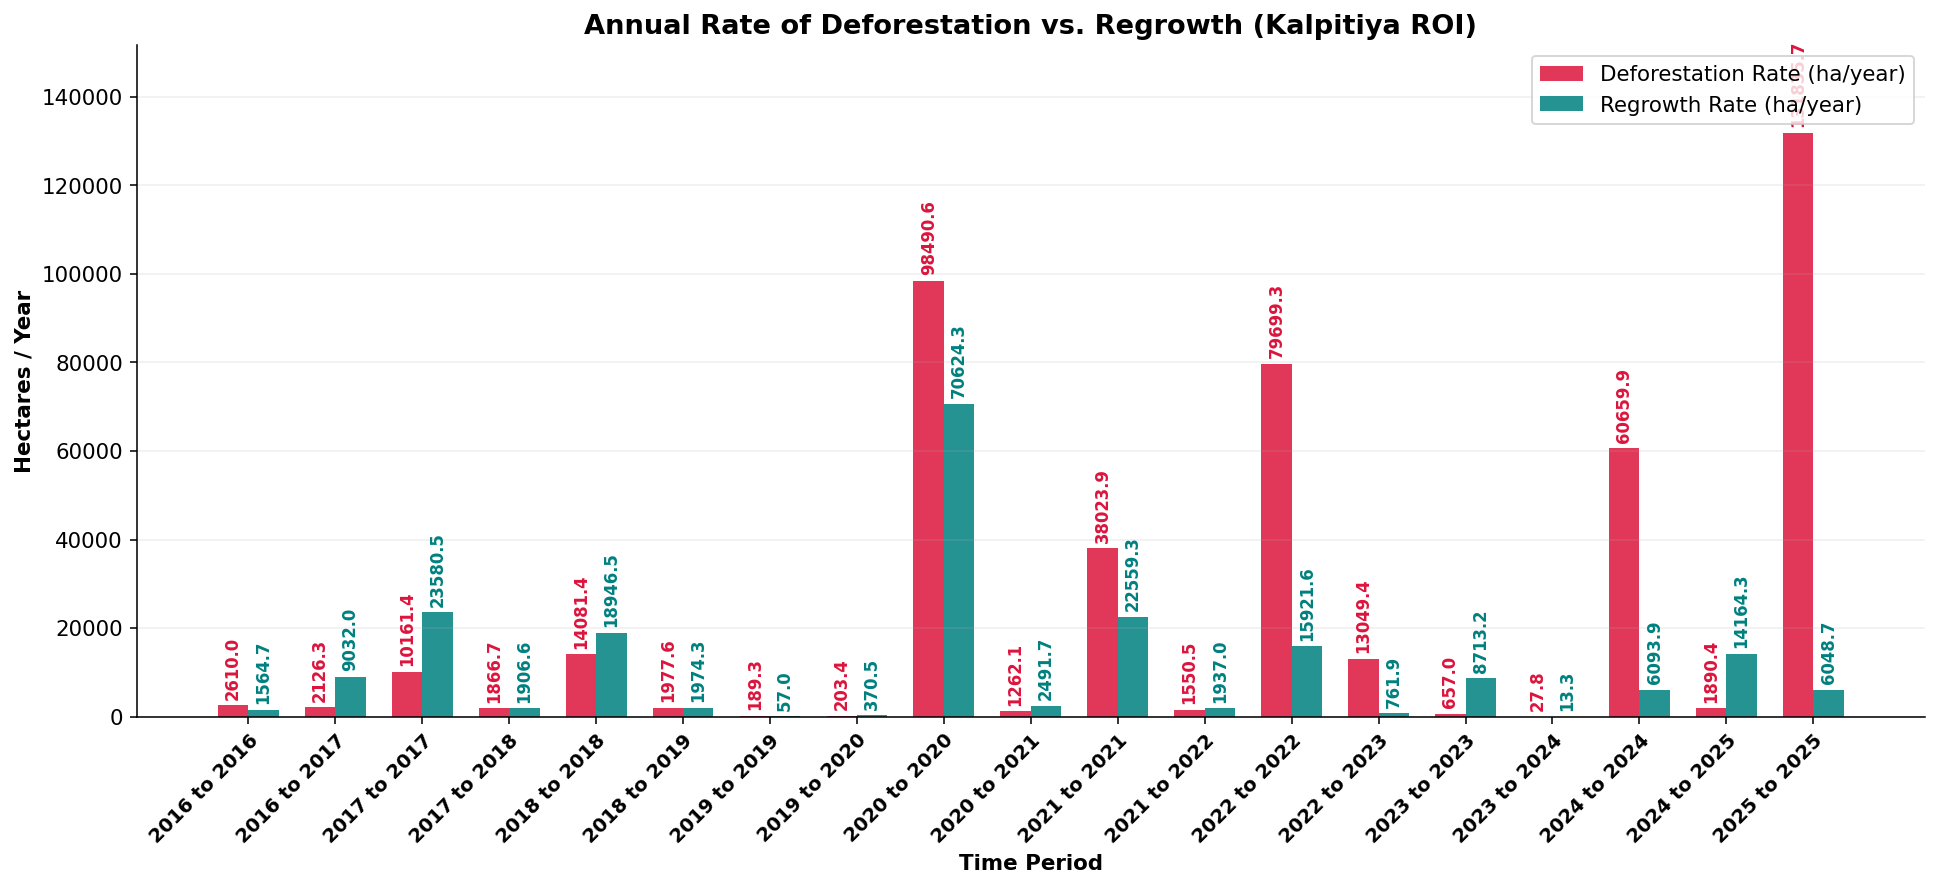 Annual Rate of Deforestation vs. Regrowth (Kalpitiya ROI)
Deforestation Rate (ha/year)
Regrowth Rate (ha/year)
Hectares / Year
140000
120000
100000
80000
60000
40000
20000
0
2610.0
1564.7
2126.3
9032.0
10161.4
23580.5
1866.7
1906.6
14081.4
18946.5
1977.6
1974.3
189.3
57.0
203.4
370.5
98490.6
70624.3
1262.1
2491.7
38023.9
22559.3
1550.5
1937.0
79699.3
15921.6
13049.4
761.9
657.0
8713.2
27.8
13.3
60659.9
6093.9
1890.4
14164.3
6048.7
2016 to 2016
2016 to 2017
2017 to 2017
2017 to 2018
2018 to 2018
2018 to 2019
2019 to 2019
2019 to 2020
2020 to 2020
2020 to 2021
2021 to 2021
2021 to 2022
2022 to 2022
2022 to 2023
2023 to 2023
2023 to 2024
2024 to 2024
2024 to 2025
2025 to 2025
Time Period